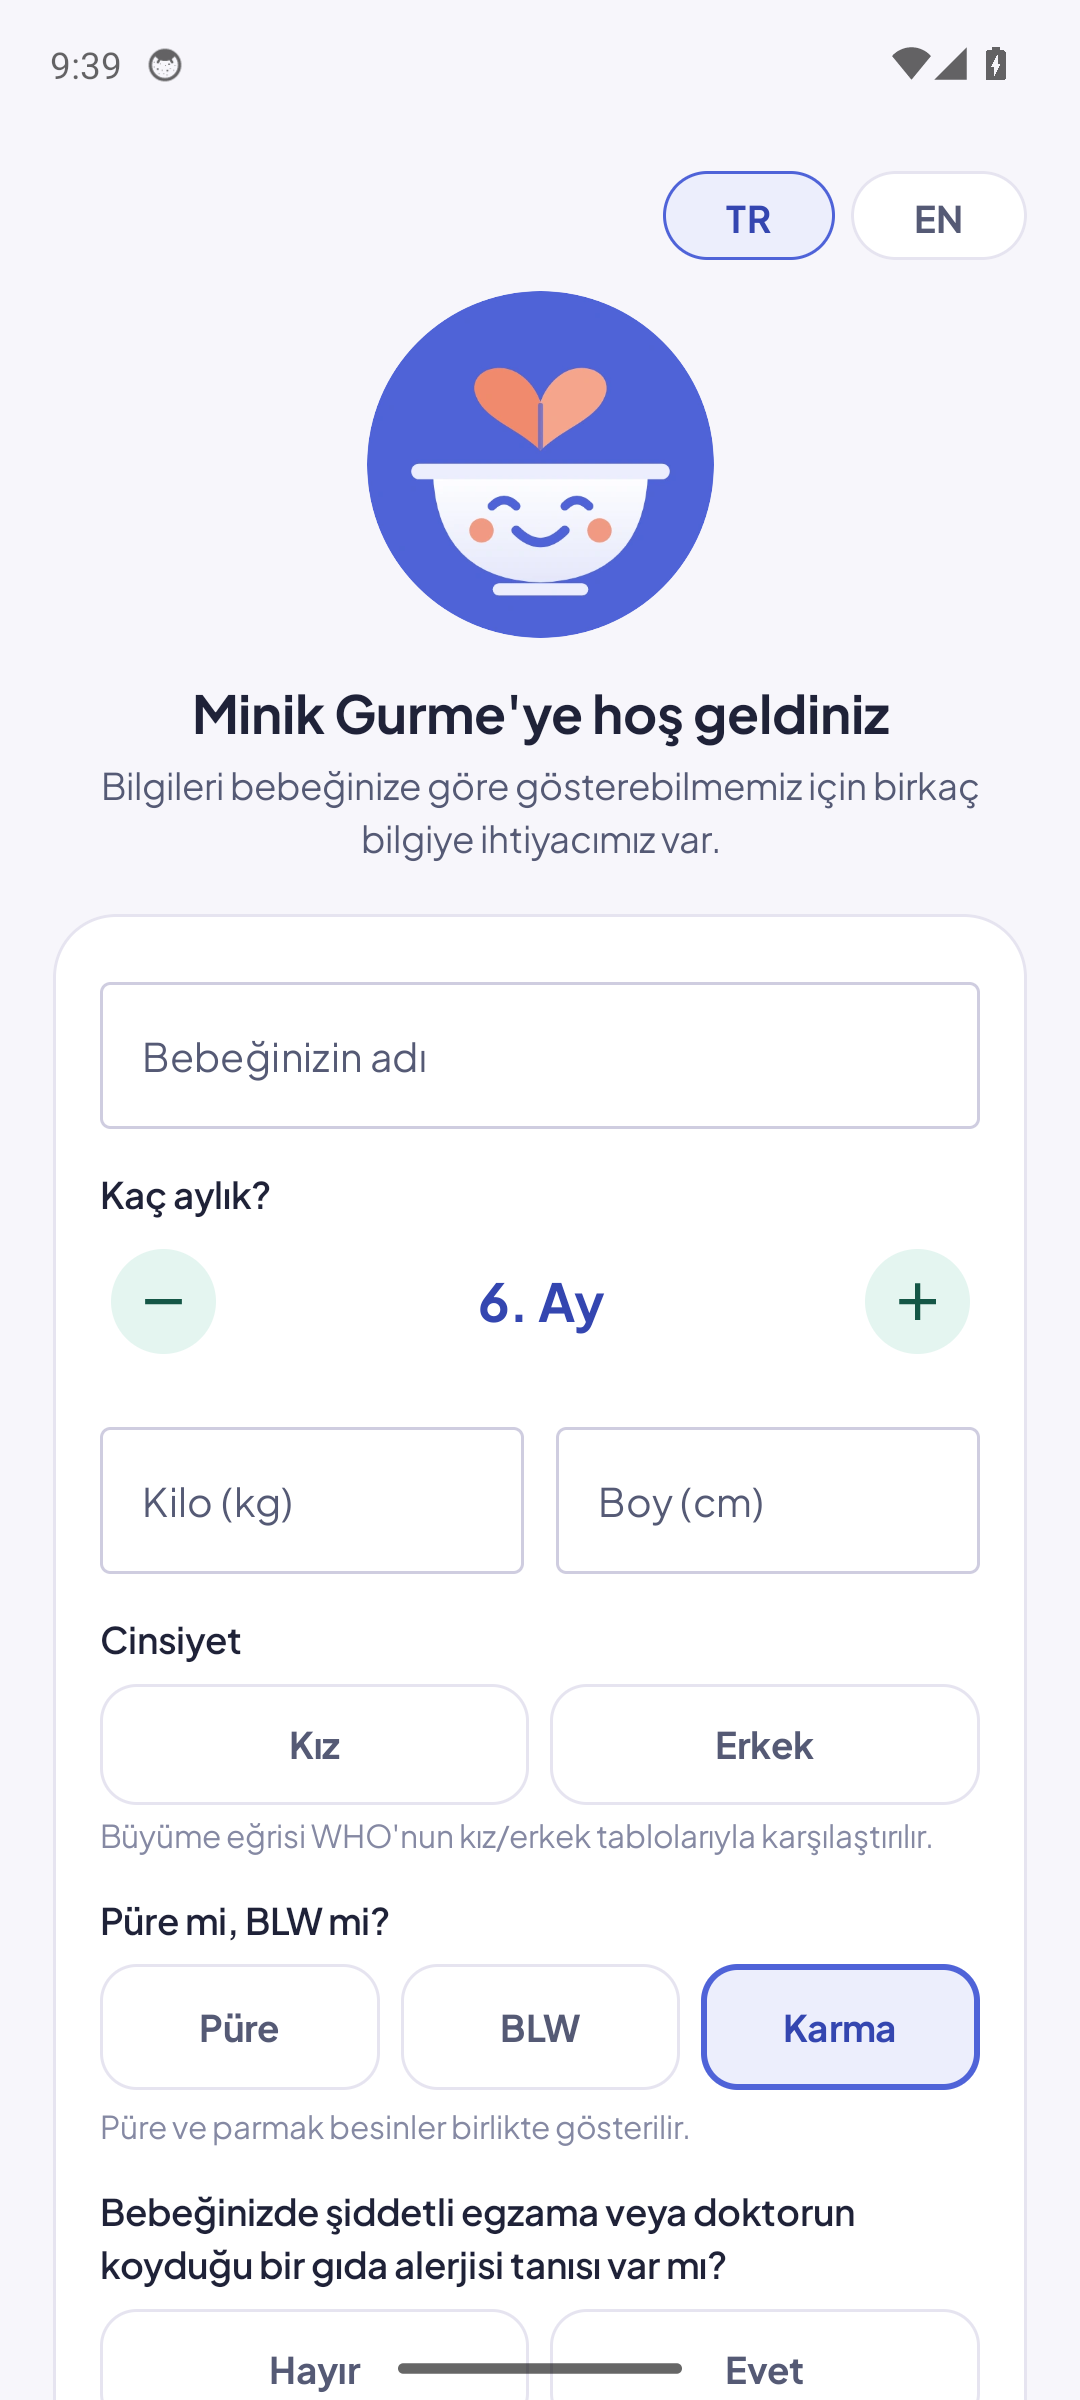 9:39
TR
EN
Minik Gurme'ye hoş geldiniz
Bilgileri bebeğinize göre gösterebilmemiz için birkaç
bilgiye ihtiyacımız var.
Bebeğinizin adı
Kaç aylık?
6. Ay
Kilo (kg)
Boy (cm)
Cinsiyet
Kız
Erkek
Büyüme eğrisi WHO'nun kız/erkek tablolarıyla karşılaştırılır.
Püre mi, BLW mi?
Püre
BLW
Karma
Püre ve parmak besinler birlikte gösterilir.
Bebeğinizde şiddetli egzama veya doktorun
koyduğu bir gıda alerjisi tanısı var mı?
Hayır
Evet